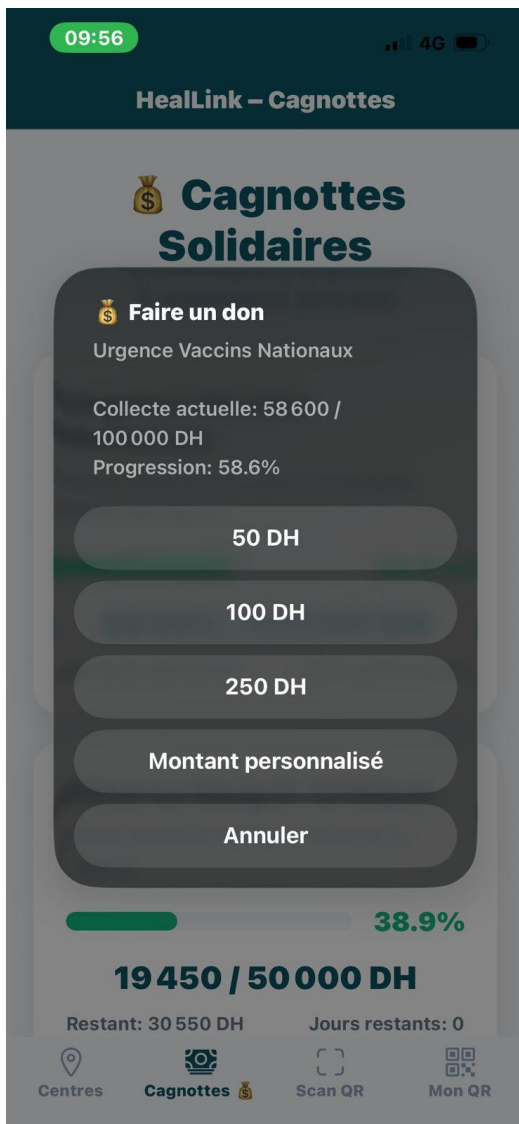 09:56
4G
HealLink – Cagnottes
💰 Cagnottes
Solidaires
💰 Faire un don
Urgence Vaccins Nationaux
Collecte actuelle: 58 600 /
100 000 DH
Progression: 58.6%
50 DH
100 DH
250 DH
Montant personnalisé
Annuler
38.9%
19 450 / 50 000 DH
Restant: 30 550 DH Jours restants: 0
Centres Cagnottes 💰 Scan QR Mon QR